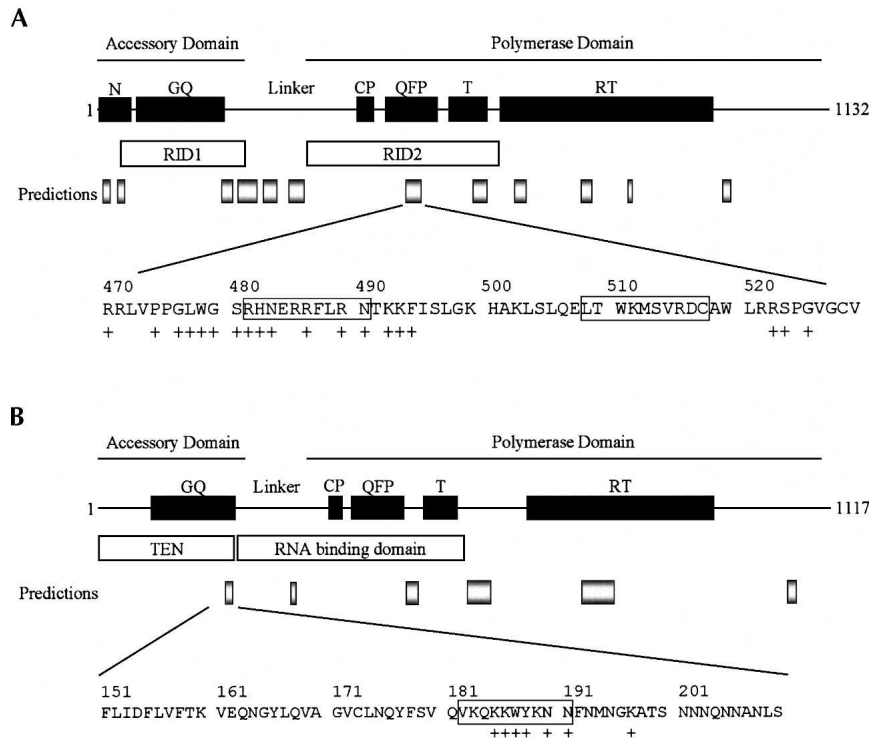 A
Accessory Domain Polymerase Domain
N GQ Linker CP QFP T RT
1 1132
RID1 RID2
Predictions
470 480 490 500 510 520
RRLVPPGLWG SRHNERRFLR NTKKFISLGK HAKLSLQELT WKMSVRDCAW LRRSPGVGCV
+ + ++++ ++++ + + + +++ ++ +
B
Accessory Domain Polymerase Domain
GQ Linker CP QFP T RT
1 1117
TEN RNA binding domain
Predictions
151 161 171 181 191 201
FLIDFLVFTK VEQNGYLQVA GVCLNQYFSV QVKQKKWYKN NFNMNGKATS NNNQNNANLS
++++ + + +